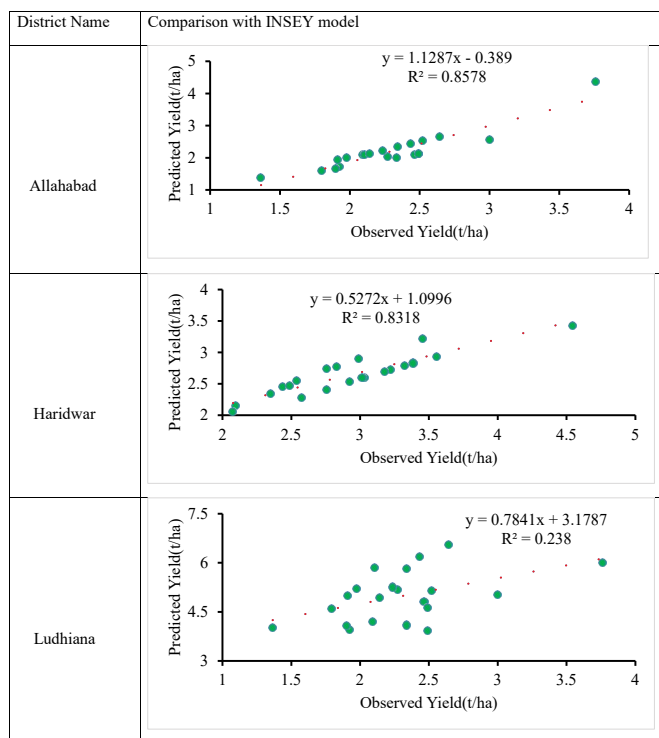 District Name Comparison with INSEY model
Allahabad
y = 1.1287x - 0.389
R² = 0.8578
Predicted Yield(t/ha)
5
4
3
2
1
1 1.5 2 2.5 3 3.5 4
Observed Yield(t/ha)
Haridwar
y = 0.5272x + 1.0996
R² = 0.8318
Predicted Yield(t/ha)
4
3.5
3
2.5
2
2 2.5 3 3.5 4 4.5 5
Observed Yield(t/ha)
Ludhiana
y = 0.7841x + 3.1787
R² = 0.238
Predicted Yield(t/ha)
7.5
6
4.5
3
1 1.5 2 2.5 3 3.5 4
Observed Yield(t/ha)